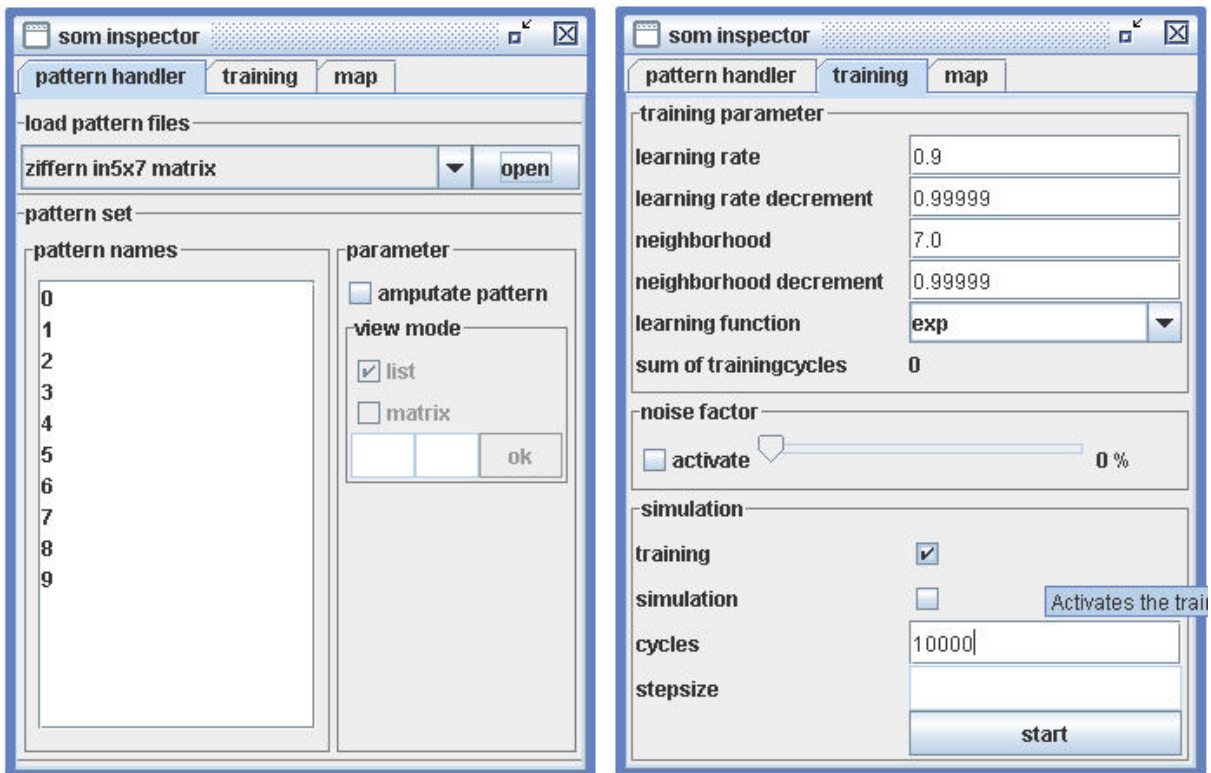 som inspector
pattern handler training map
load pattern files
ziffern in5x7 matrix open
pattern set
pattern names
0
1
2
3
4
5
6
7
8
9
parameter
amputate pattern
view mode
list
matrix
ok
som inspector
pattern handler training map
training parameter
learning rate 0.9
learning rate decrement 0.99999
neighborhood 7.0
neighborhood decrement 0.99999
learning function exp
sum of trainingcycles 0
noise factor
activate 0 %
simulation
training
simulation
Activates the trai
cycles 10000
stepsize
start